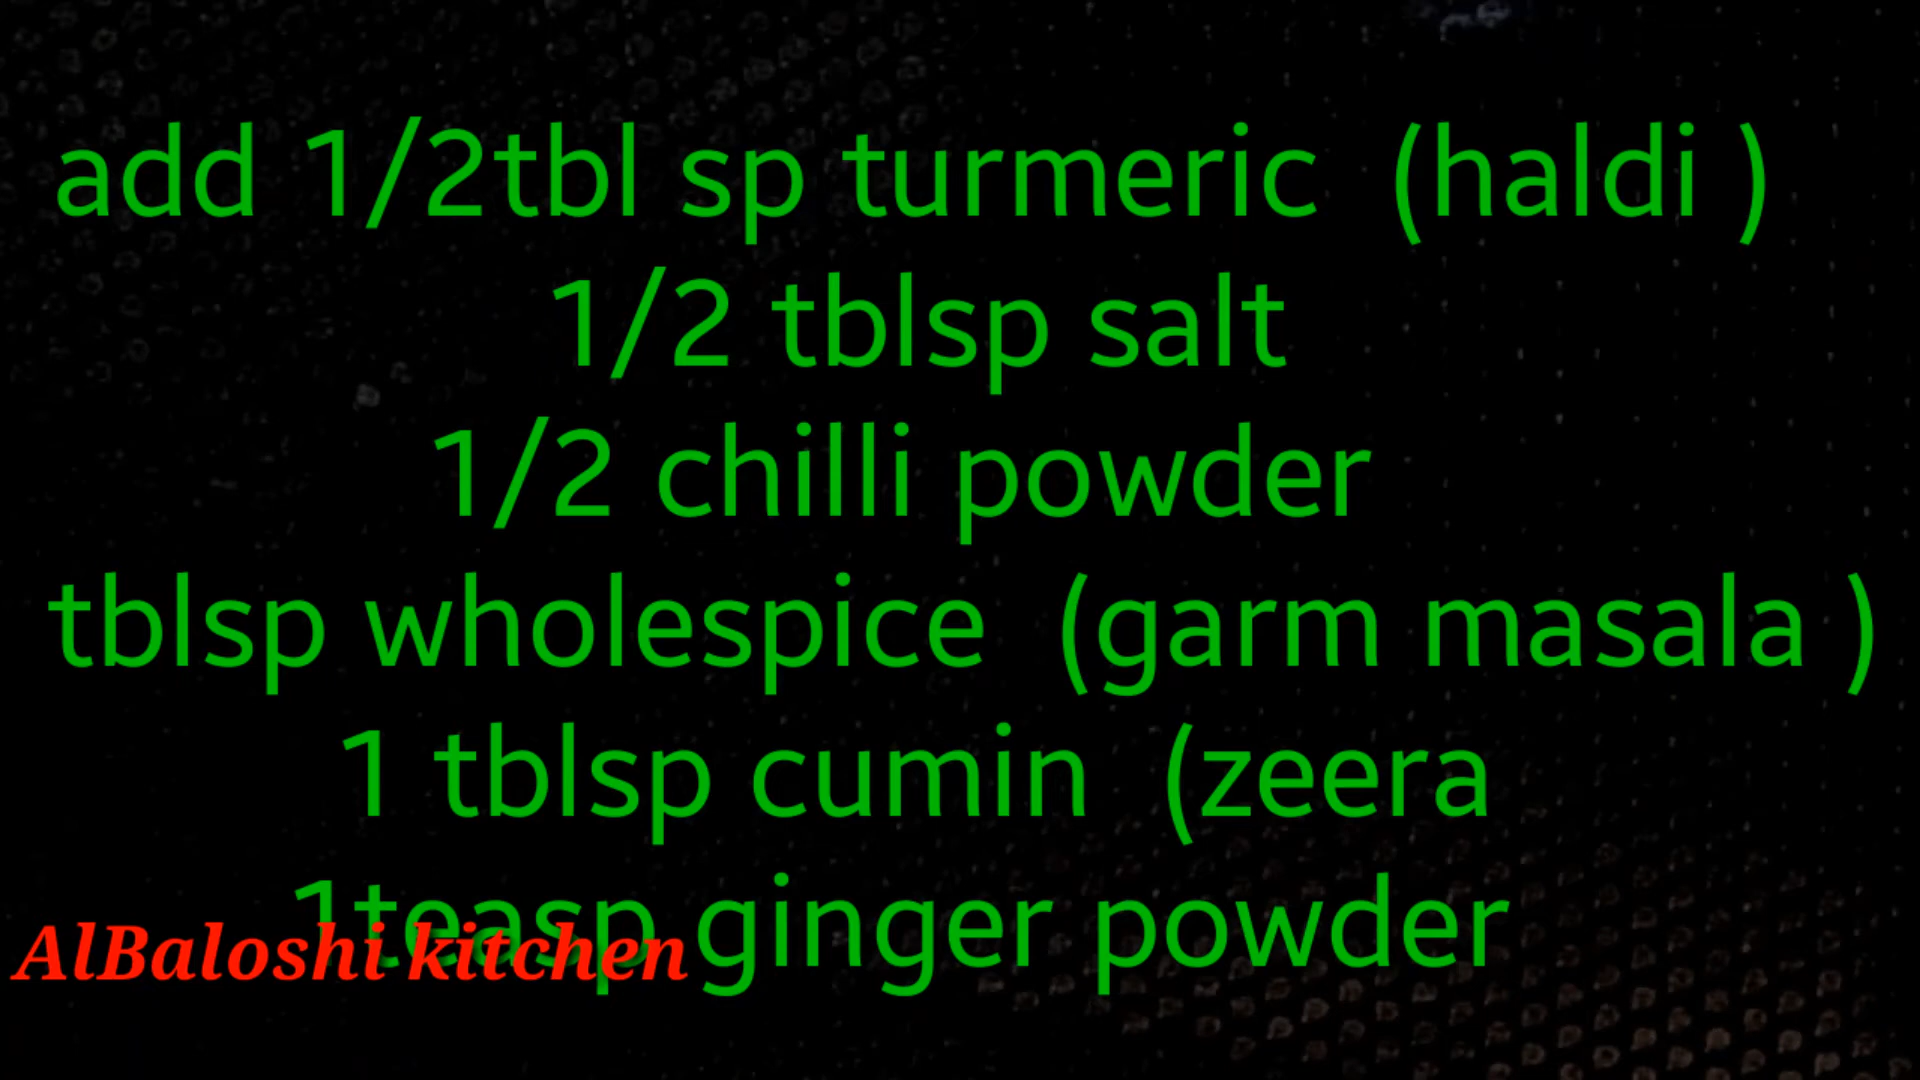 add 1/2tbl sp turmeric (haldi )
1/2 tblsp salt
1/2 chilli powder
tblsp wholespice (garm masala )
1 tblsp cumin (zeera
1teasp ginger powder
AlBaloshi kitchen